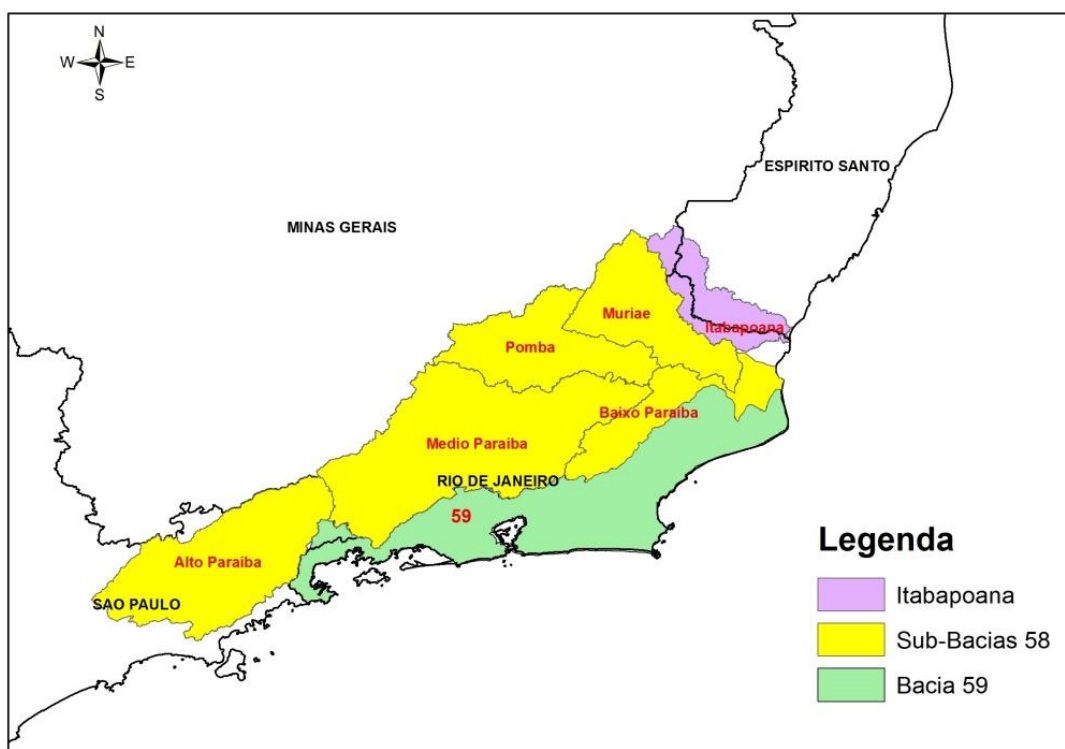 N
W E
S
ESPIRITO SANTO
MINAS GERAIS
Muriae
Itabapoana
Pomba
Baixo Paraiba
Medio Paraiba
RIO DE JANEIRO
59
Alto Paraiba
SAO PAULO
Legenda
Itabapoana
Sub-Bacias 58
Bacia 59